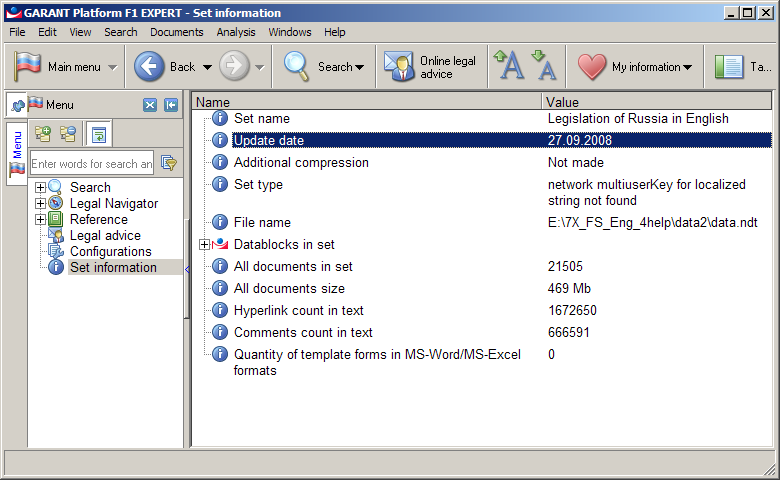 GARANT Platform F1 EXPERT - Set information
File Edit View Search Documents Analysis Windows Help
Main menu Back Search Online legal advice A A My information Ta...
Menu
Menu
Enter words for search an
Search
Legal Navigator
Reference
Legal advice
Configurations
Set information
Name Value
Set name Legislation of Russia in English
Update date 27.09.2008
Additional compression Not made
Set type network multiuserKey for localized
string not found
File name E:\7X_FS_Eng_4help\data2\data.ndt
Datablocks in set
All documents in set 21505
All documents size 469 Mb
Hyperlink count in text 1672650
Comments count in text 666591
Quantity of template forms in MS-Word/MS-Excel 0
formats